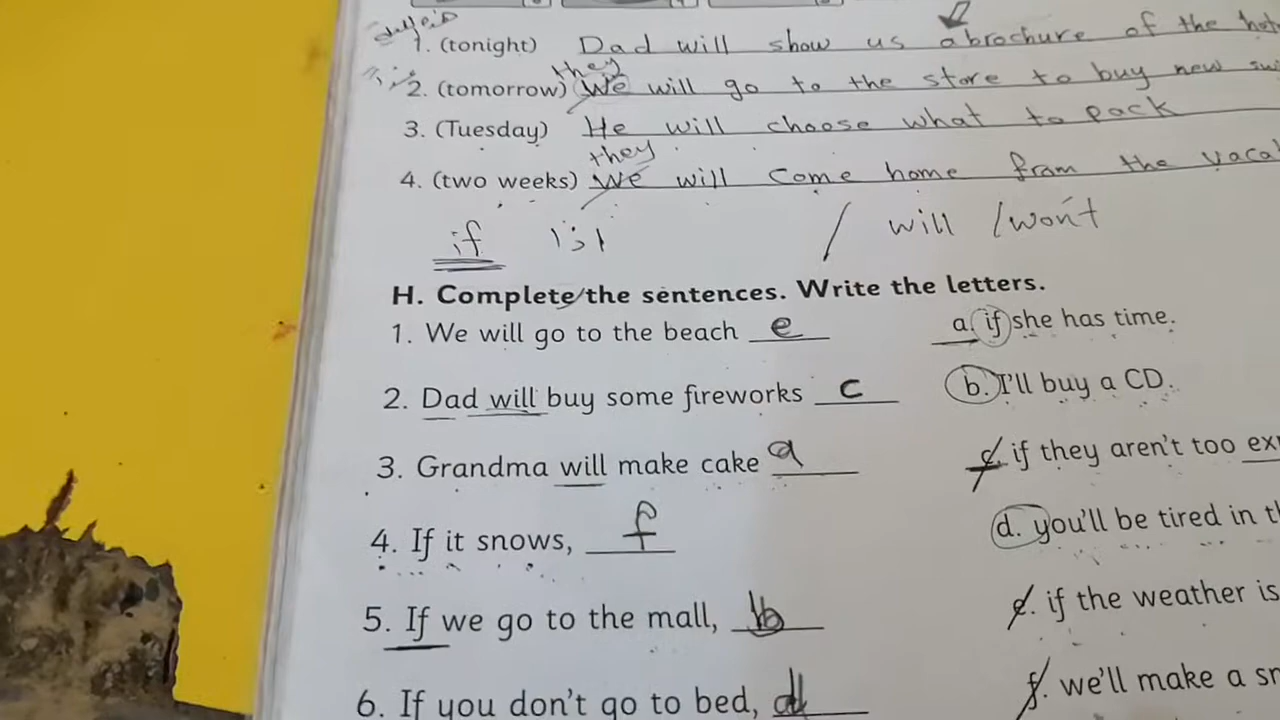 1. (tonight) Dad will show us a brochure of the
they
2. (tomorrow) We will go to the store to buy new
3. (Tuesday) He will choose what to pack
they
4. (two weeks) We will come home from the
if اذا / will / won't
H. Complete the sentences. Write the letters.
1. We will go to the beach e a. if she has time.
2. Dad will buy some fireworks c b. I'll buy a CD.
3. Grandma will make cake a c. if they aren't too
4. If it snows, f d. you'll be tired in
5. If we go to the mall, b e. if the weather is
6. If you don't go to bed, d f. we'll make a